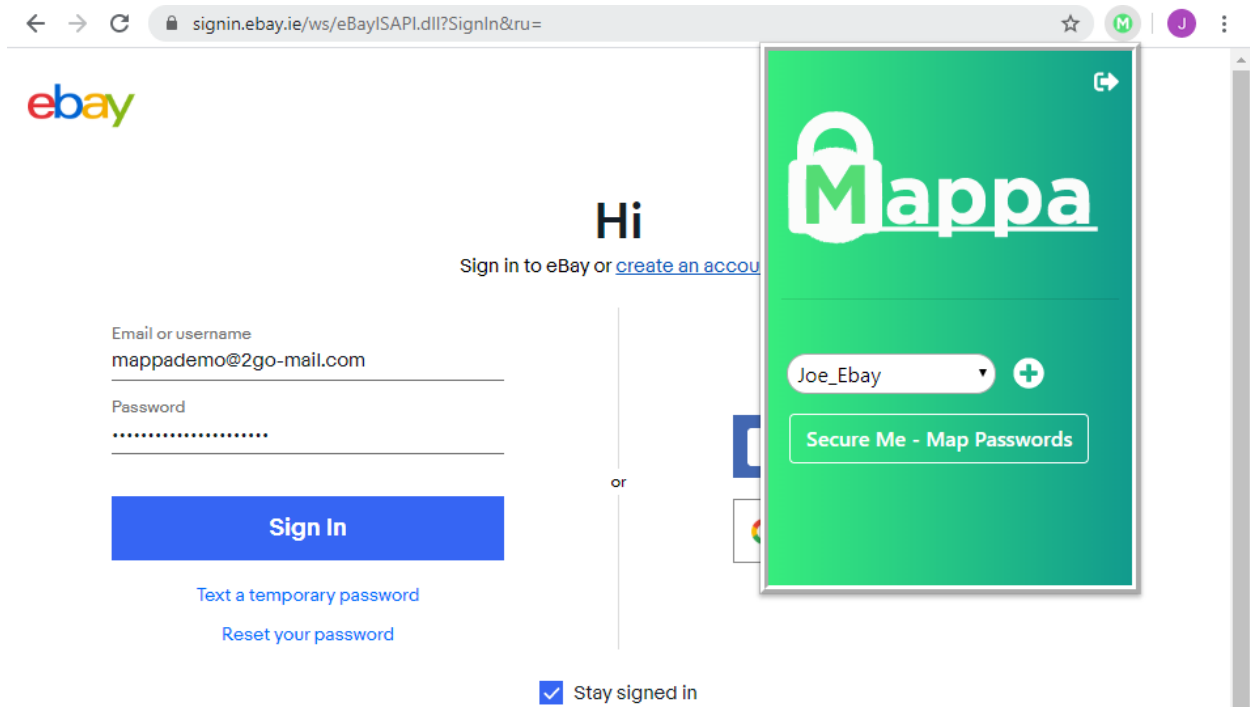 signin.ebay.ie/ws/eBayISAPI.dll?SignIn&ru=
M
J
ebay
Mappa
Hi
Sign in to eBay or create an accou
Email or username
mappademo@2go-mail.com
Joe_Ebay
Password
••••••••••••••••••••••
Secure Me - Map Passwords
or
Sign In
Text a temporary password
Reset your password
Stay signed in